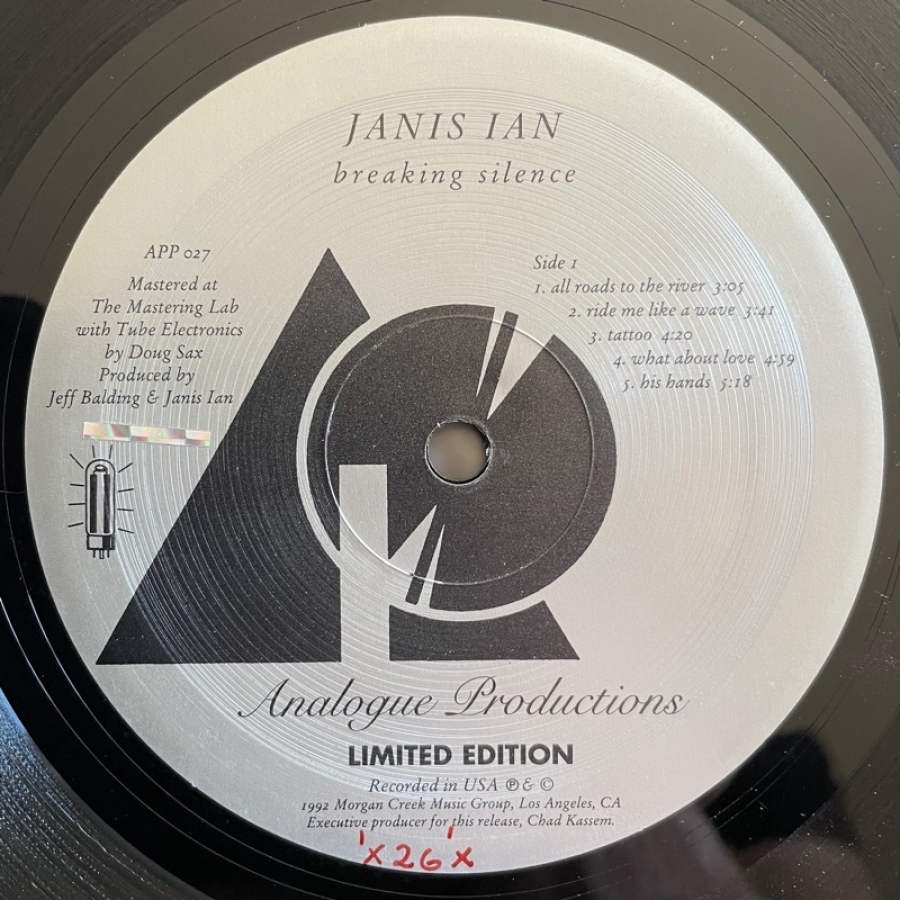 JANIS IAN
breaking silence
APP 027
Mastered at
The Mastering Lab
with Tube Electronics
by Doug Sax
Produced by
Jeff Balding & Janis Ian
Side 1
1. all roads to the river 3:05
2. ride me like a wave 3:41
3. tattoo 4:20
4. what about love 4:59
5. his hands 5:18
Analogue Productions
LIMITED EDITION
Recorded in USA ℗ & ©
1992 Morgan Creek Music Group, Los Angeles, CA
Executive producer for this release, Chad Kassem.
'x 26 'x